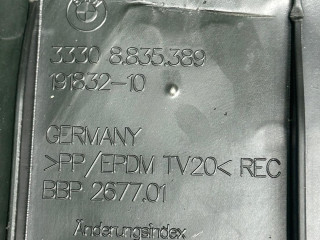 3330 8.835.389
191832-10
GERMANY
>PP/EPDM TV20< REC
BBP 2677.01
Änderungsindex